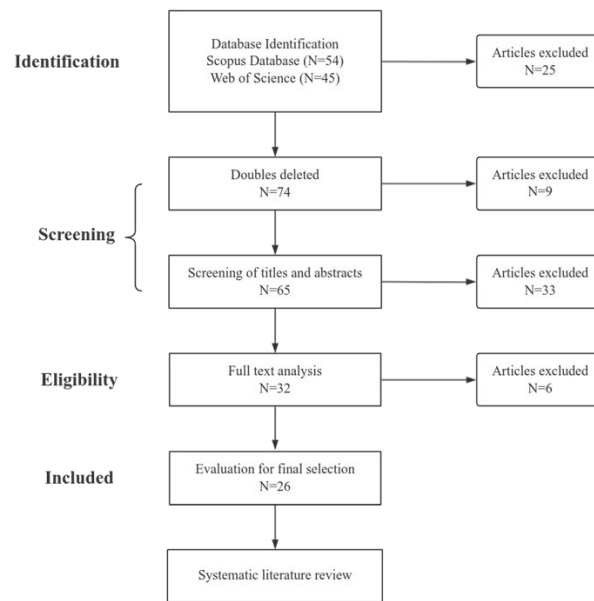 Identification
Database Identification
Scopus Database (N=54)
Web of Science (N=45)
Articles excluded
N=25
Screening
Doubles deleted
N=74
Articles excluded
N=9
Screening of titles and abstracts
N=65
Articles excluded
N=33
Eligibility
Full text analysis
N=32
Articles excluded
N=6
Included
Evaluation for final selection
N=26
Systematic literature review